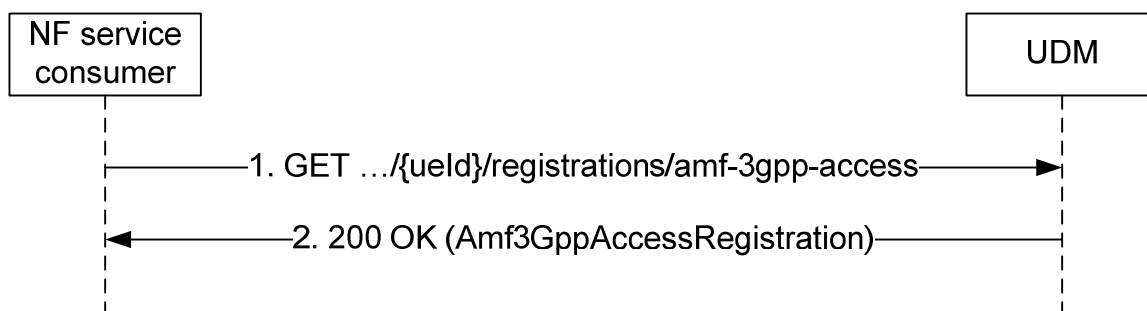 NF service
consumer
UDM
1. GET …/{ueId}/registrations/amf-3gpp-access
2. 200 OK (Amf3GppAccessRegistration)